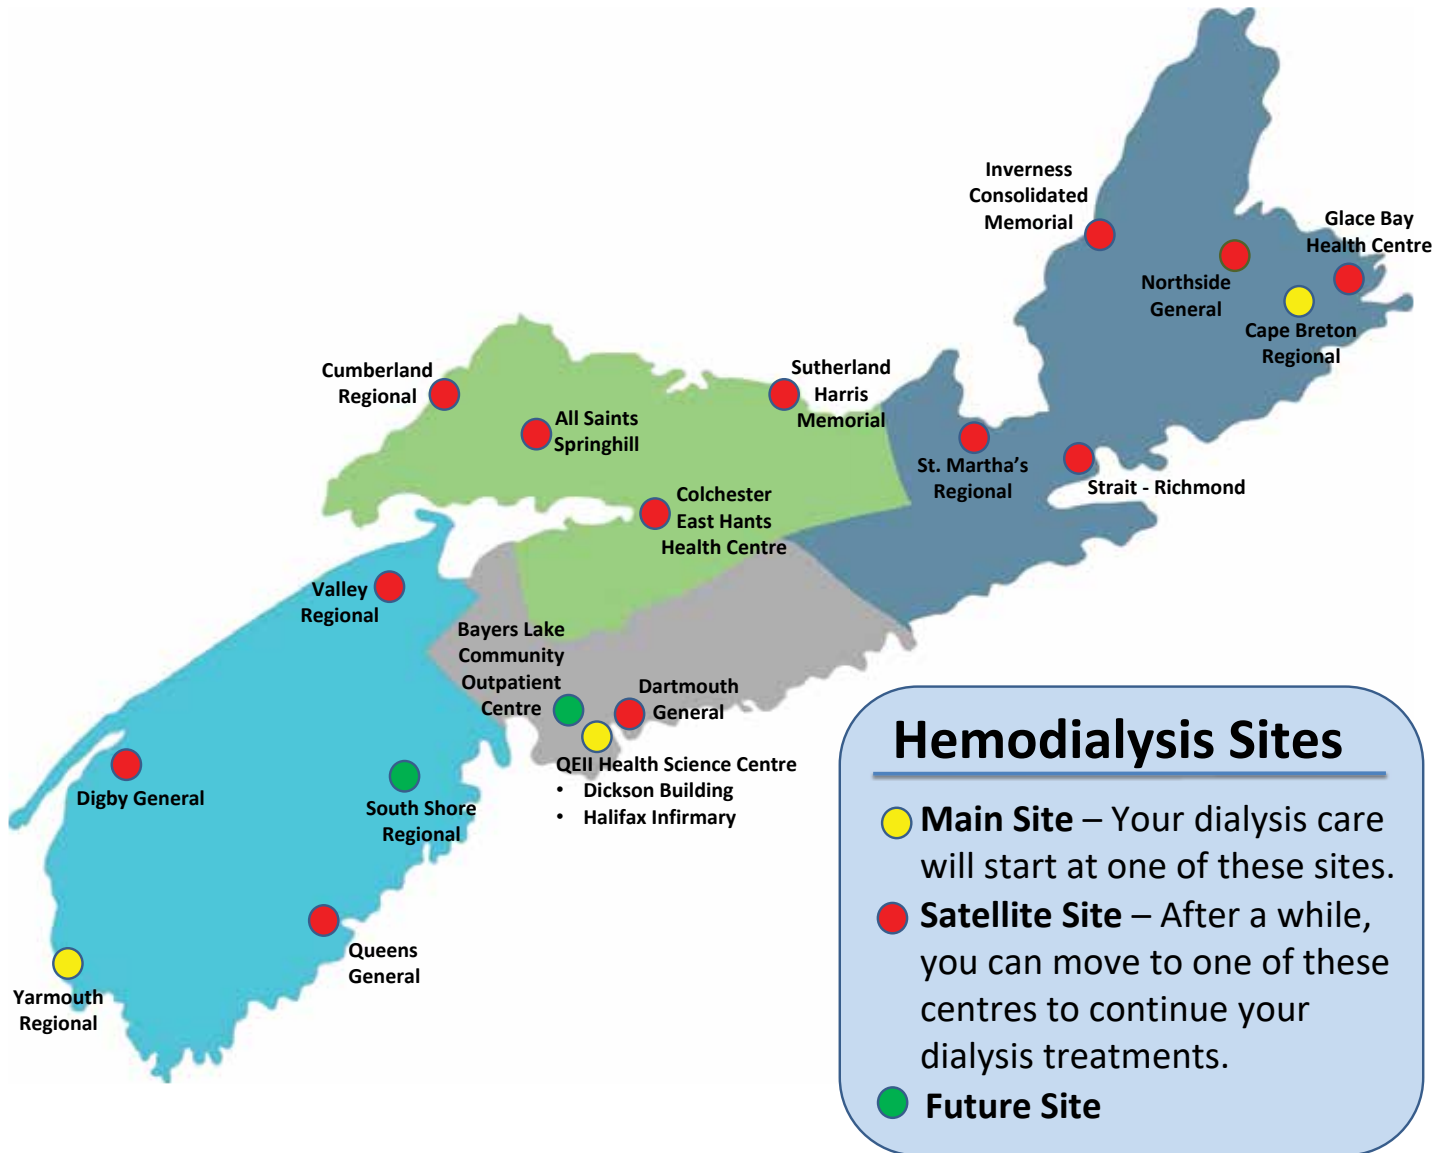 Inverness
Consolidated
Memorial
Glace Bay
Health Centre
Northside
General
Cape Breton
Regional
Cumberland
Regional
All Saints
Springhill
Sutherland
Harris
Memorial
St. Martha's
Regional
Strait - Richmond
Colchester
East Hants
Health Centre
Valley
Regional
Bayers Lake
Community
Outpatient
Centre
Dartmouth
General
QEII Health Science Centre
• Dickson Building
• Halifax Infirmary
Digby General
South Shore
Regional
Queens
General
Yarmouth
Regional
Hemodialysis Sites
Main Site – Your dialysis care
will start at one of these sites.
Satellite Site – After a while,
you can move to one of these
centres to continue your
dialysis treatments.
Future Site